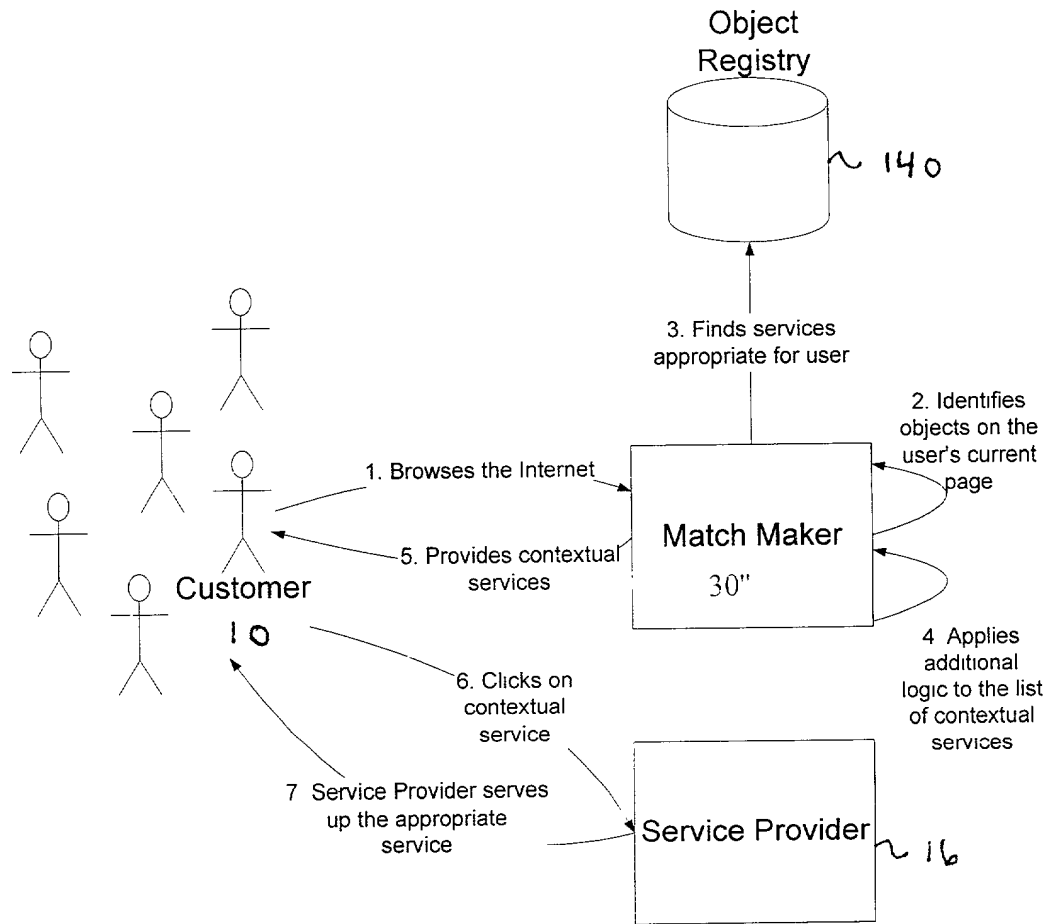 Object
Registry
140
3. Finds services
appropriate for user
2. Identifies
objects on the
user's current
page
1. Browses the Internet
Match Maker
30"
5. Provides contextual
services
Customer
10
4 Applies
additional
logic to the list
of contextual
services
6. Clicks on
contextual
service
7 Service Provider serves
up the appropriate
service
Service Provider
16